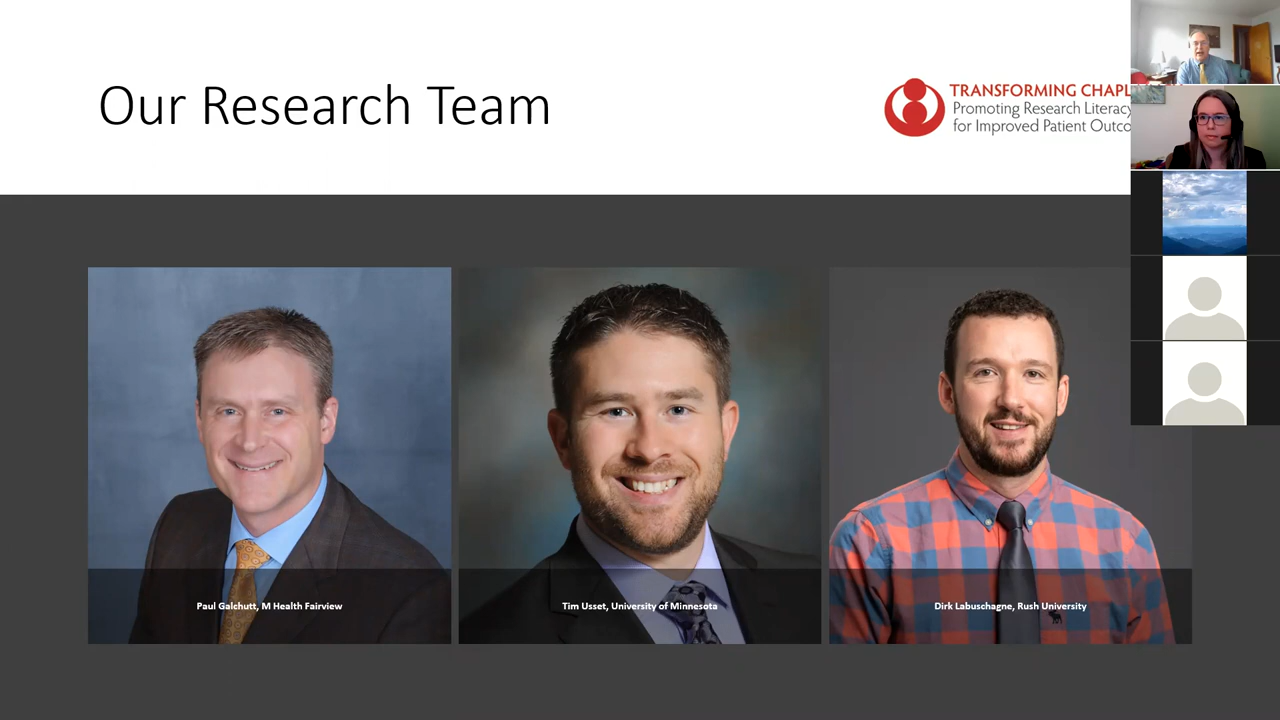 Our Research Team
TRANSFORMING CHAPL
Promoting Research Literacy
for Improved Patient Outco
Paul Galchutt, M Health Fairview
Tim Usset, University of Minnesota
Dirk Labuschagne, Rush University